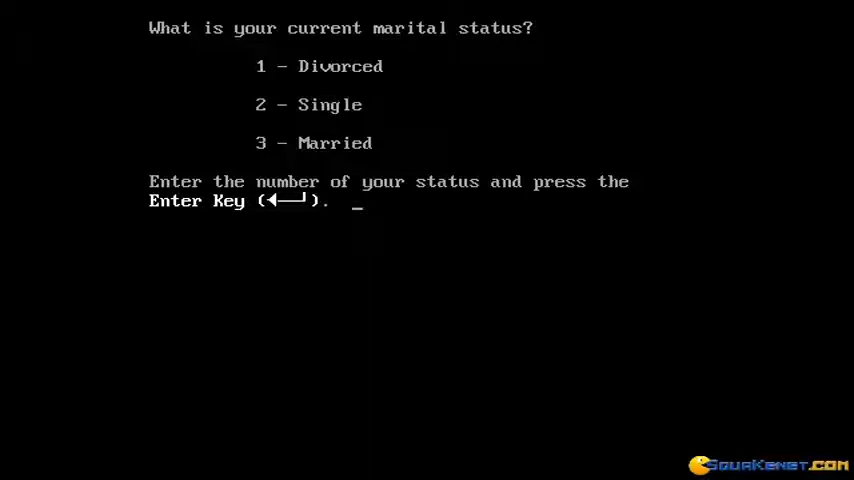 What is your current marital status?
1 - Divorced
2 - Single
3 - Married
Enter the number of your status and press the
Enter Key (◄──┘). _
SquaKenet.com